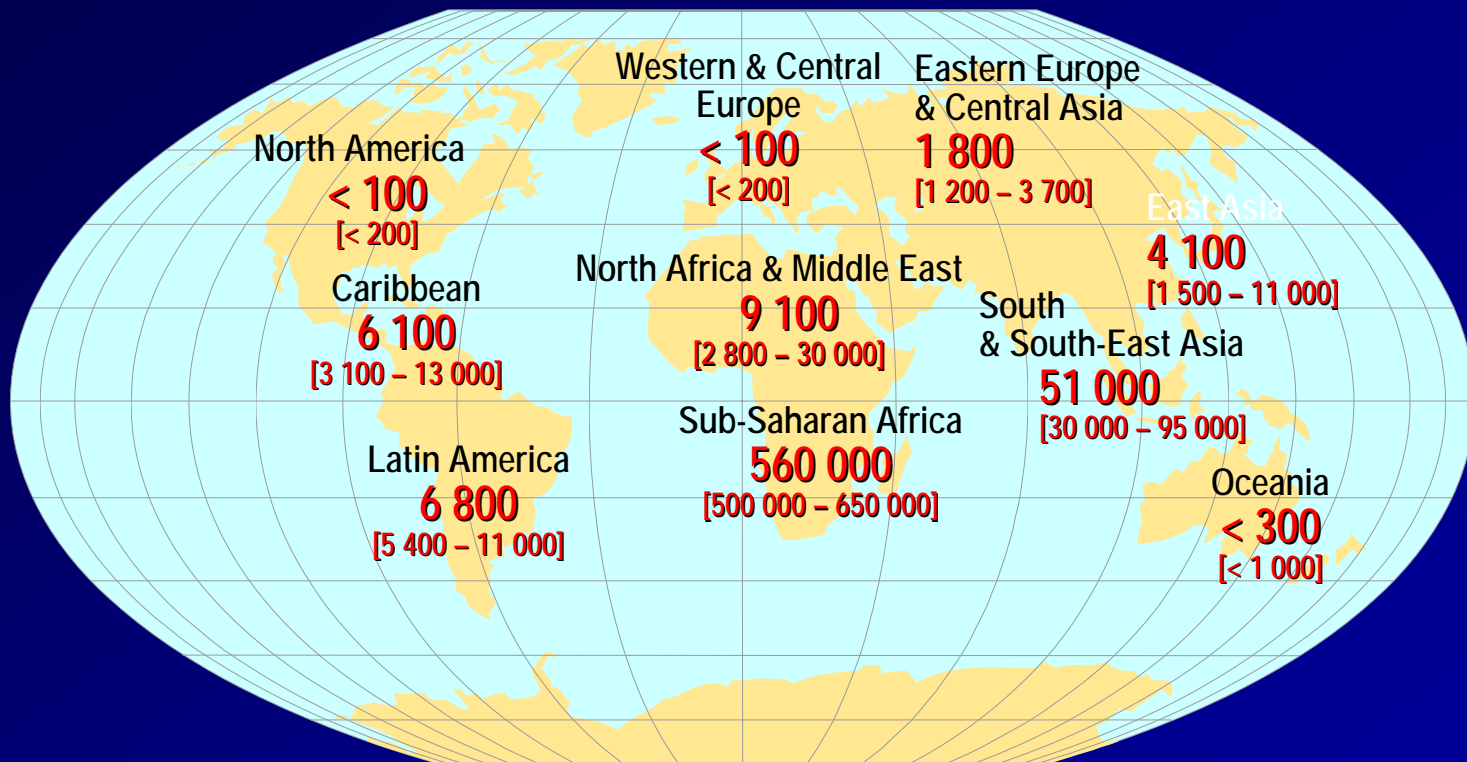 Western & Central
Europe
< 100
[< 200]
Eastern Europe
& Central Asia
1 800
[1 200 – 3 700]
North America
< 100
[< 200]
East Asia
4 100
[1 500 – 11 000]
Caribbean
6 100
[3 100 – 13 000]
North Africa & Middle East
9 100
[2 800 – 30 000]
South
& South-East Asia
51 000
[30 000 – 95 000]
Sub-Saharan Africa
560 000
[500 000 – 650 000]
Latin America
6 800
[5 400 – 11 000]
Oceania
< 300
[< 1 000]